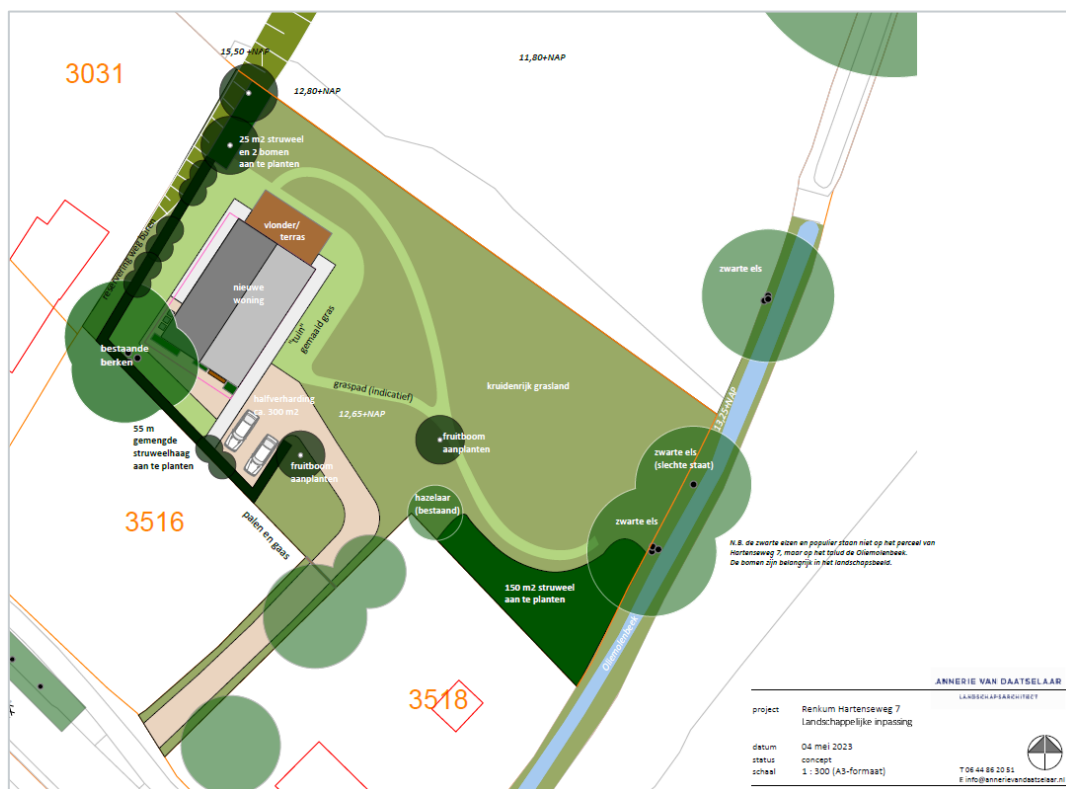 15,50 +NAP
3031
12,80+NAP
11,80+NAP
25 m2 struweel
en 2 bomen
aan te planten
vlonder/
terras
reservering weg buren
nieuwe
woning
zwarte els
"tuin"
gemaaid gras
bestaande
berken
graspad (indicatief)
kruidenrijk grasland
halfverharding
ca. 300 m2
12,65+NAP
13,25+NAP
55 m
gemengde
struweelhaag
aan te planten
fruitboom
aanplanten
fruitboom
aanplanten
zwarte els
(slechte staat)
hazelaar
(bestaand)
3516
palen en gaas
zwarte els
N.B. de zwarte elzen en populier staan niet op het perceel van
Hartenseweg 7, maar op het talud de Oliemolenbeek.
De bomen zijn belangrijk in het landschapsbeeld.
150 m2 struweel
aan te planten
Oliemolenbeek
3518
ANNERIE VAN DAATSELAAR
LANDSCHAPSARCHITECT
project Renkum Hartenseweg 7
Landschappelijke inpassing
datum 04 mei 2023
status concept
schaal 1 : 300 (A3-formaat)
T 06 44 86 20 51
E info@annerievandaatselaar.nl